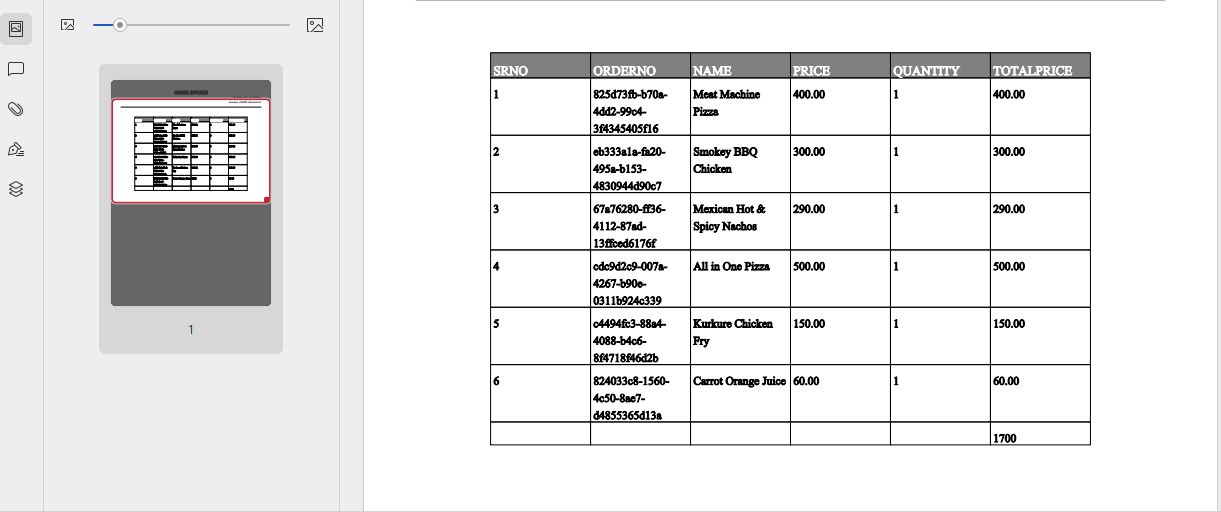 SRNO ORDERNO NAME PRICE QUANTITY TOTALPRICE
1 825d73fb-b70a- Meat Machine 400.00 1 400.00
4dd2-99c4- Pizza
3f4345405f16
2 eb333a1a-fa20- Smokey BBQ 300.00 1 300.00
495a-b153- Chicken
4830944d90c7
3 67a76280-ff36- Mexican Hot & 290.00 1 290.00
4112-87ad- Spicy Nachos
13ffced6176f
4 cdc9d2c9-007a- All in One Pizza 500.00 1 500.00
4267-b90e-
0311b924c339
5 c4494fc3-88a4- Kurkure Chicken 150.00 1 150.00
4088-b4c6- Fry
8f4718f46d2b
6 824033c8-1560- Carrot Orange Juice 60.00 1 60.00
4c50-8ae7-
d4855365d13a
1700
1